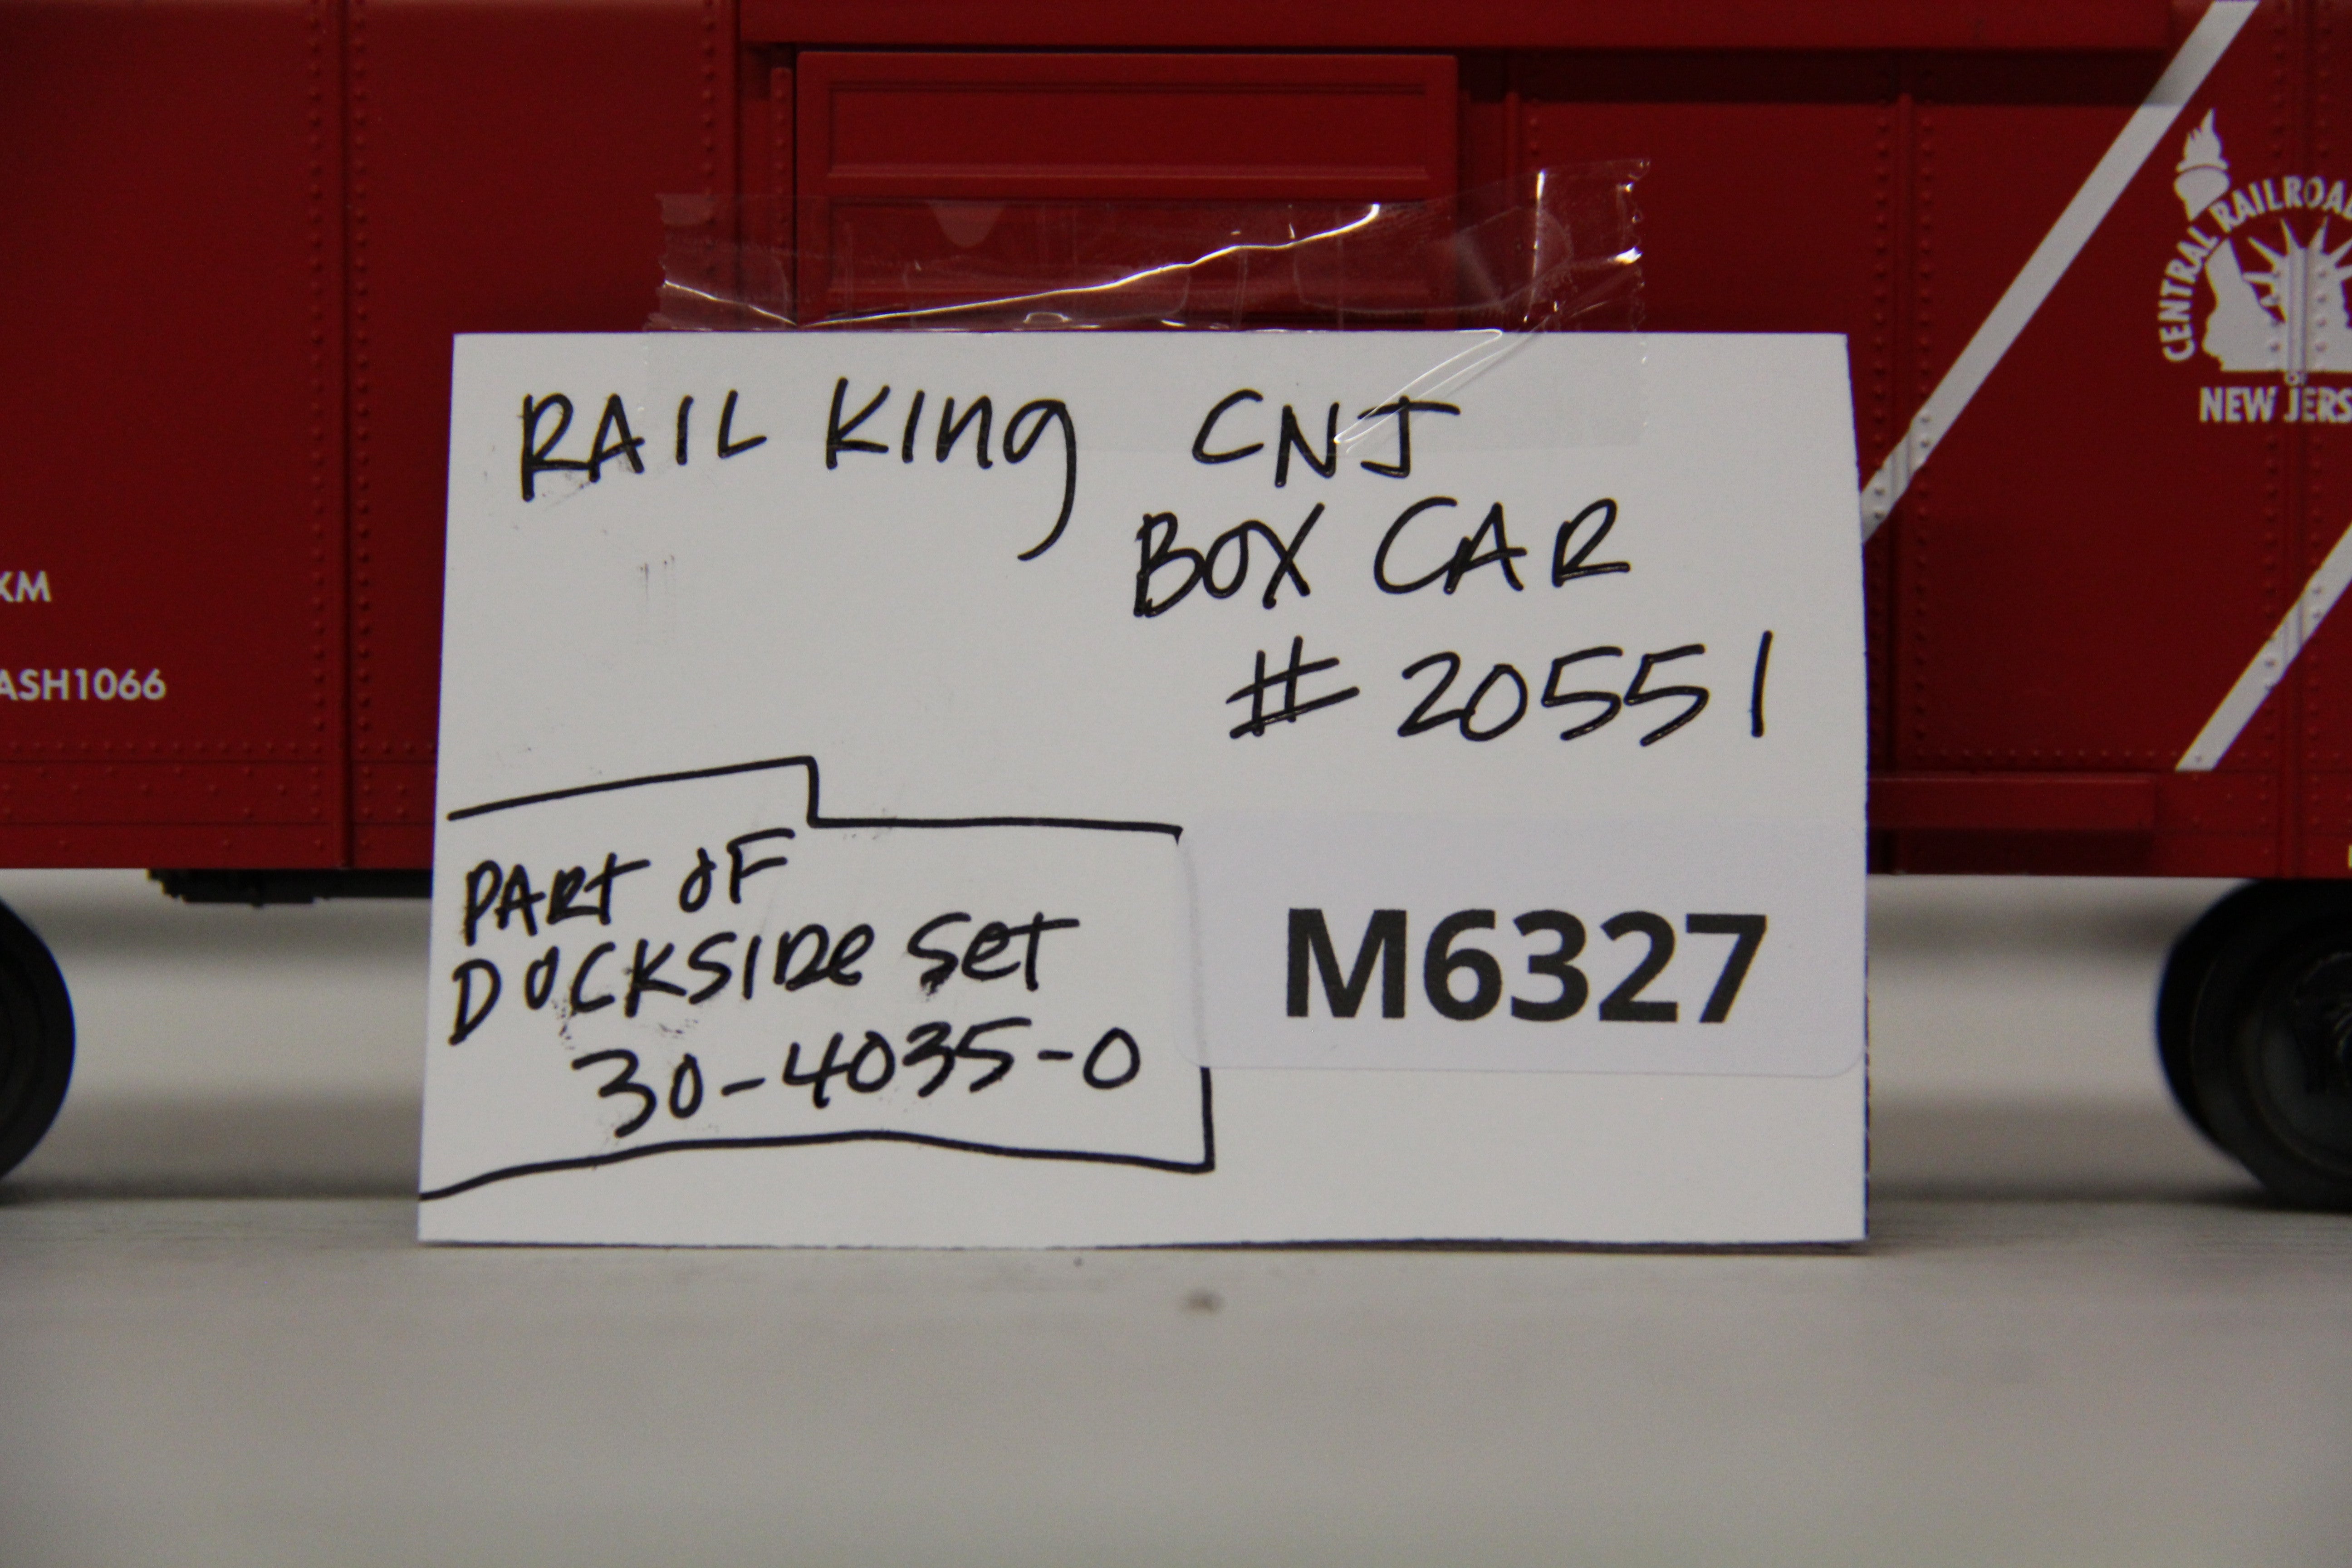 RAIL King CNJ
BOX CAR
# 20551
PART OF
DOCKSIDE Set
30-4035-0
M6327
XM
ASH1066
CENTRAL RAILROA
NEW JERS